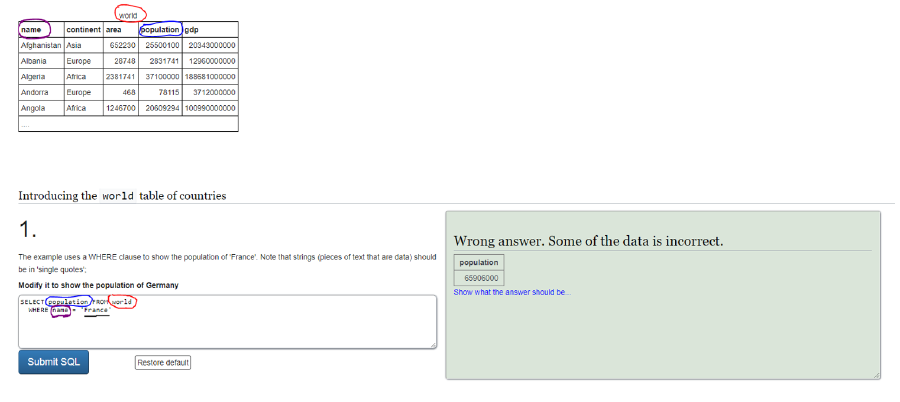 world
name continent area population gdp
Afghanistan Asia 652230 25500100 20343000000
Albania Europe 28748 2831741 12960000000
Algeria Africa 2381741 37100000 188681000000
Andorra Europe 468 78115 3712000000
Angola Africa 1246700 20609294 100990000000
....
Introducing the world table of countries
1.
The example uses a WHERE clause to show the population of 'France'. Note that strings (pieces of text that are data) should
be in 'single quotes';
Modify it to show the population of Germany
SELECT population FROM world
WHERE name = 'France'
Submit SQL
Restore default
Wrong answer. Some of the data is incorrect.
population
65906000
Show what the answer should be...